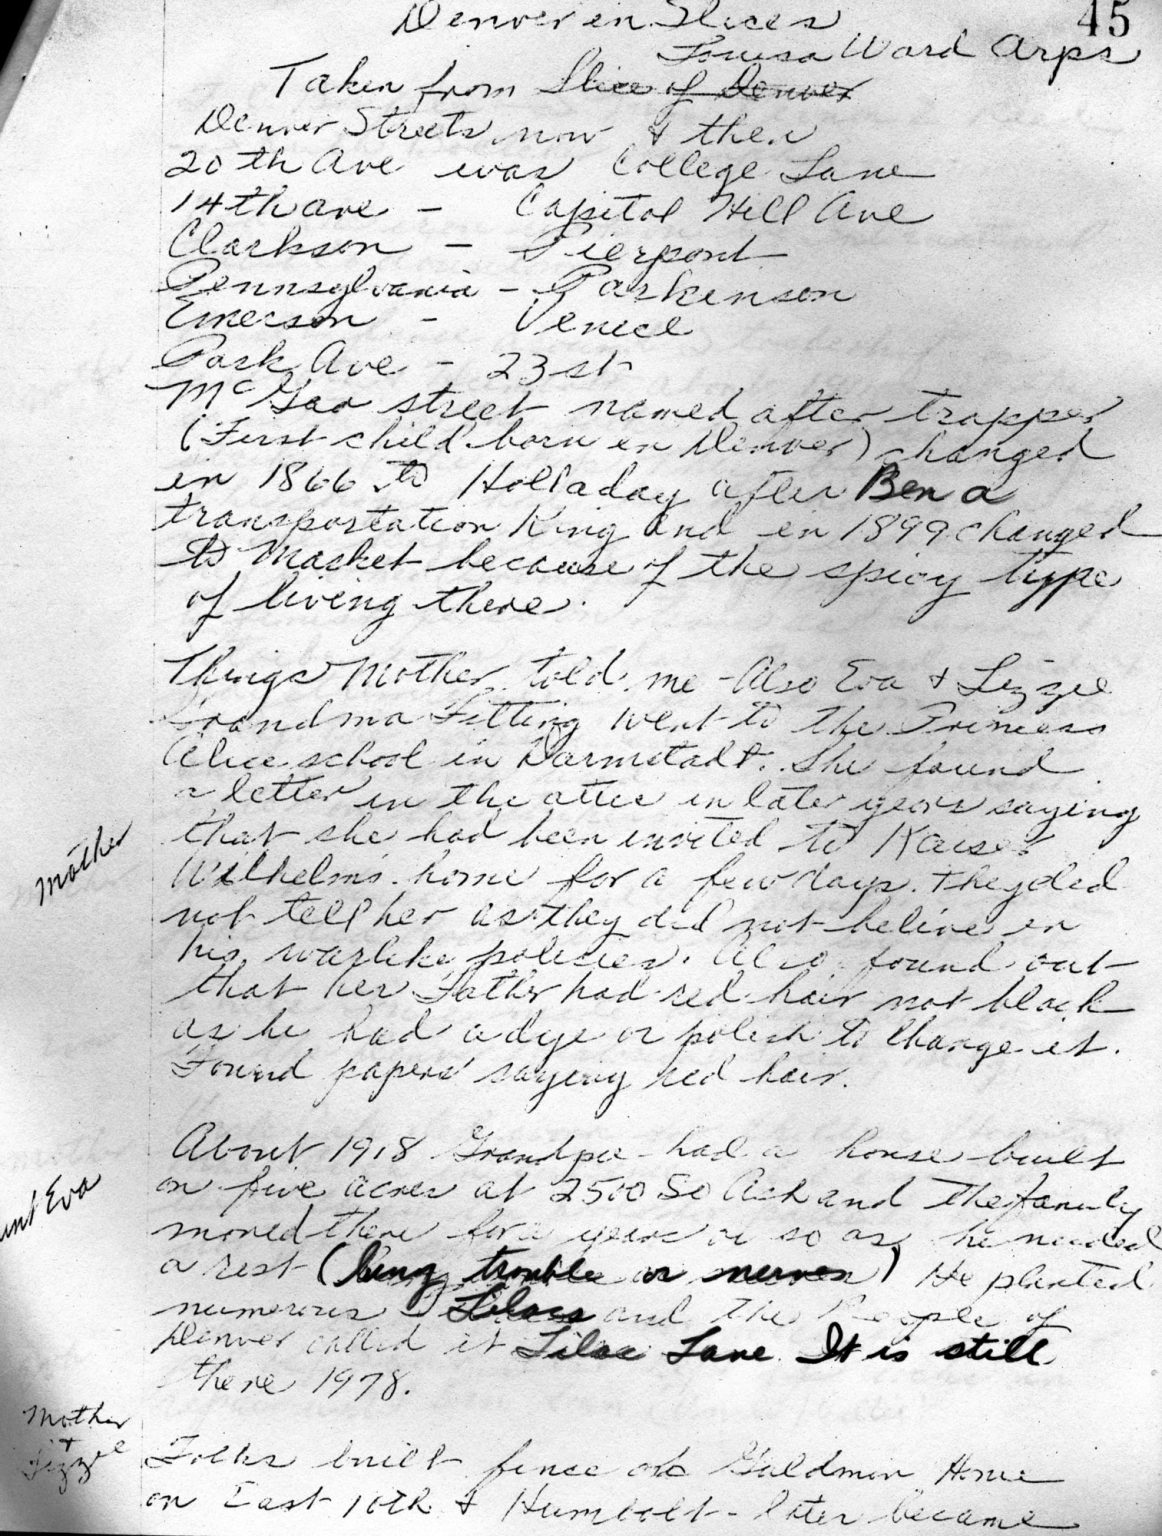 45
Denver in Slices
Louisa Ward Arps
Taken from Slice of Denver
Denver Streets now & then
20th Ave was College Lane
14th ave - Capitol Hill Ave
Clarkson - Pierpont
Pennsylvania - Parkinson
Emerson - Venice
Park Ave - 23st
McGaa street named after trapper
(First child born in Denver) changed
in 1866 to Holladay after Ben a
transportation King and in 1899 changed
to Market because of the spicy type
of living there.
Things Mother told me - Also Eva & Lizzie
Grandma Fitting went to the Princess
Alice school in Darmstadt. She found
a letter in the attic in later years saying
that she had been invited to Kaiser
Mother
Wilhelm's home for a few days. They did
not tell her as they did not believe in
his warlike policies. Also found out
that her Father had red hair not black
as he had a dye or polish to change it.
Found papers saying red hair.
About 1918 Grandpa had a house built
unt Eva
on five acres at 2500 So Ash and the family
moved there for a year or so as he needed
a rest (lung trouble or nerves) He planted
numerous Lilacs and the People of
Denver called it Lilac Lane. It is still
there 1978.
Mother
+
Lizzie
Folks built fence at Guldman Home
on East 10th & Humbolt - later became